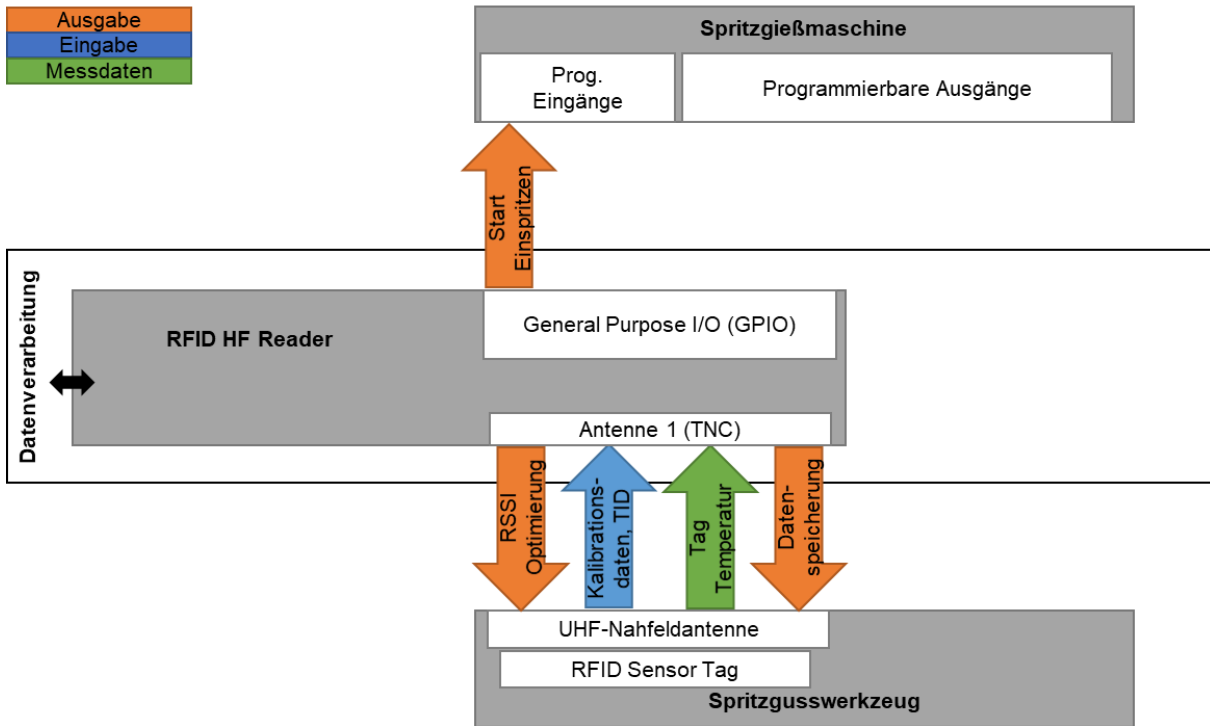 Ausgabe
Eingabe
Messdaten
Spritzgießmaschine
Prog.
Eingänge
Programmierbare Ausgänge
Start
Einspritzen
Datenverarbeitung
RFID HF Reader
General Purpose I/O (GPIO)
Antenne 1 (TNC)
RSSI
Optimierung
Kalibrations-
daten, TID
Tag
Temperatur
Daten-
speicherung
UHF-Nahfeldantenne
RFID Sensor Tag
Spritzgusswerkzeug